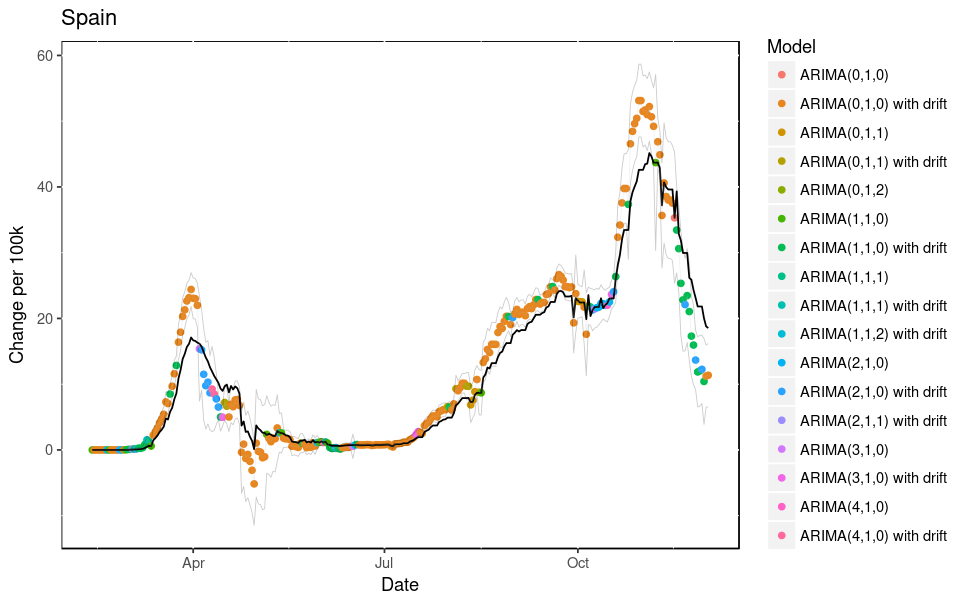 Spain
Change per 100k
60
40
20
0
Apr
Jul
Oct
Date
Model
ARIMA(0,1,0)
ARIMA(0,1,0) with drift
ARIMA(0,1,1)
ARIMA(0,1,1) with drift
ARIMA(0,1,2)
ARIMA(1,1,0)
ARIMA(1,1,0) with drift
ARIMA(1,1,1)
ARIMA(1,1,1) with drift
ARIMA(1,1,2) with drift
ARIMA(2,1,0)
ARIMA(2,1,0) with drift
ARIMA(2,1,1) with drift
ARIMA(3,1,0)
ARIMA(3,1,0) with drift
ARIMA(4,1,0)
ARIMA(4,1,0) with drift